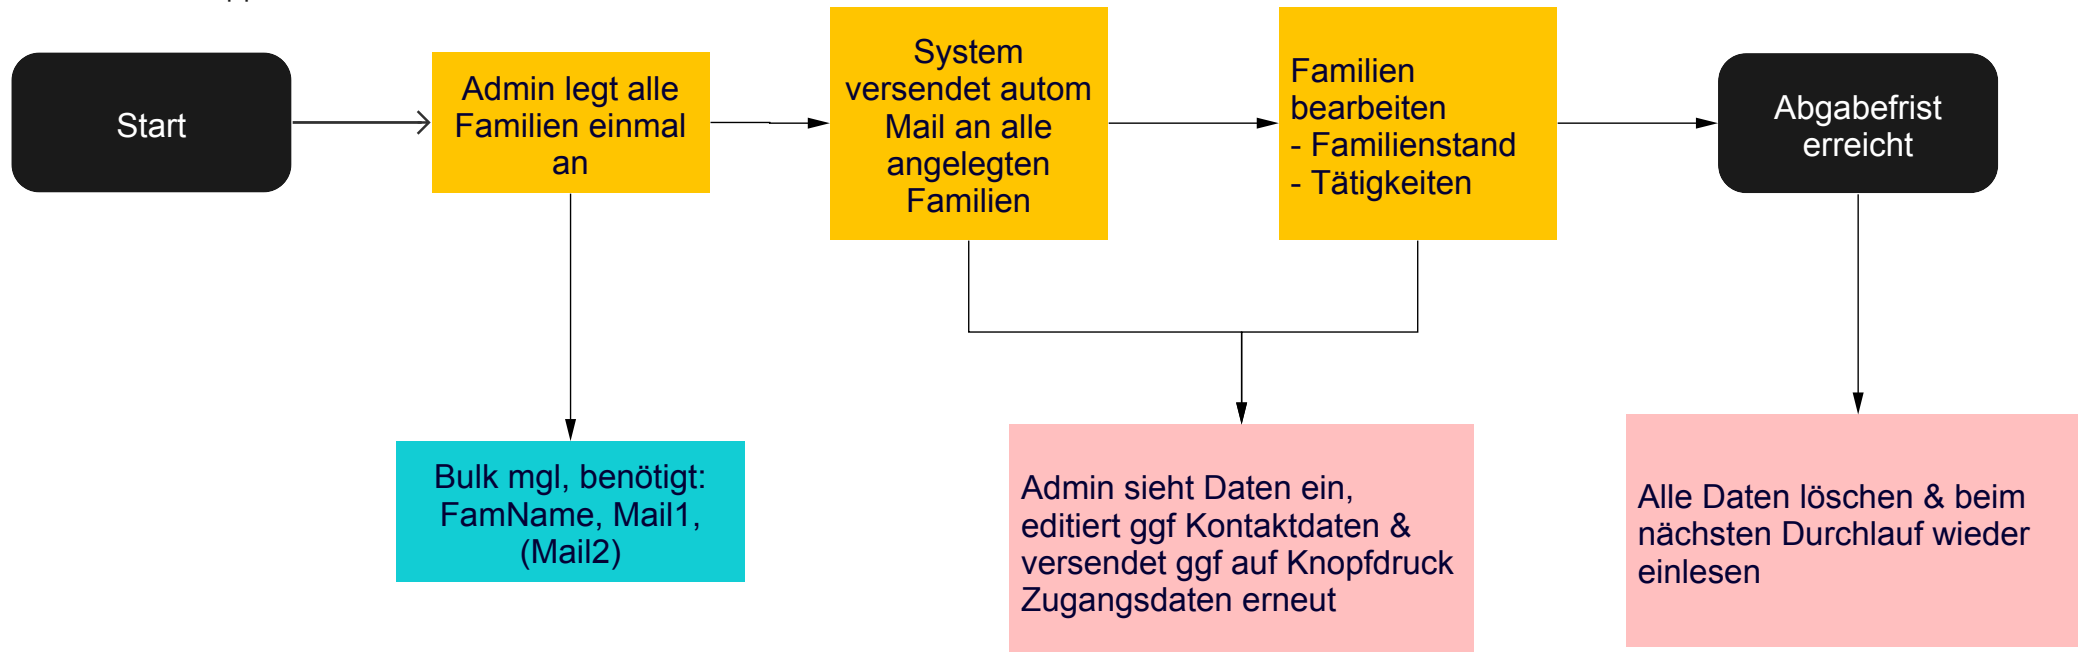 Start
Admin legt alle
Familien einmal
an
System
versendet autom
Mail an alle
angelegten
Familien
Familien
bearbeiten
- Familienstand
- Tätigkeiten
Abgabefrist
erreicht
Bulk mgl, benötigt:
FamName, Mail1,
(Mail2)
Admin sieht Daten ein,
editiert ggf Kontaktdaten &
versendet ggf auf Knopfdruck
Zugangsdaten erneut
Alle Daten löschen & beim
nächsten Durchlauf wieder
einlesen